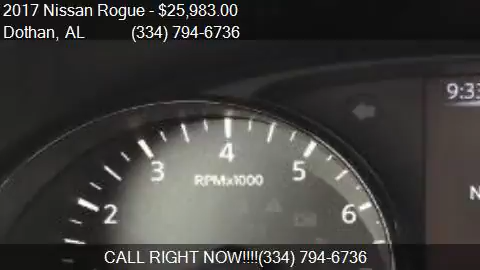 2017 Nissan Rogue - $25,983.00
Dothan, AL (334) 794-6736
9:33
4
3 5
RPMx1000
2 6
N
CALL RIGHT NOW!!!!(334) 794-6736